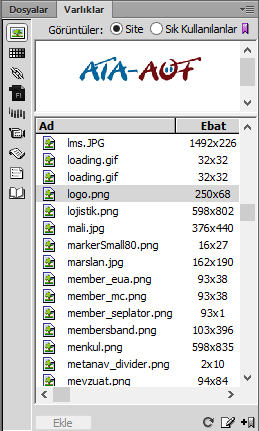 Dosyalar Varlıklar
Görüntüler: Site Sık Kullanılanlar
ATA-AÖF
Ad Ebat
lms.JPG 1492x226
loading.gif 32x32
loading.gif 32x32
logo.png 250x68
lojistik.png 598x802
mali.jpg 376x440
markerSmall80.png 16x27
marslan.jpg 162x190
member_eua.png 93x38
member_mc.png 93x38
member_seplator.png 93x1
membersband.png 103x396
menkul.png 598x835
metanav_divider.png 2x10
mevzuat.png 94x84
Ekle